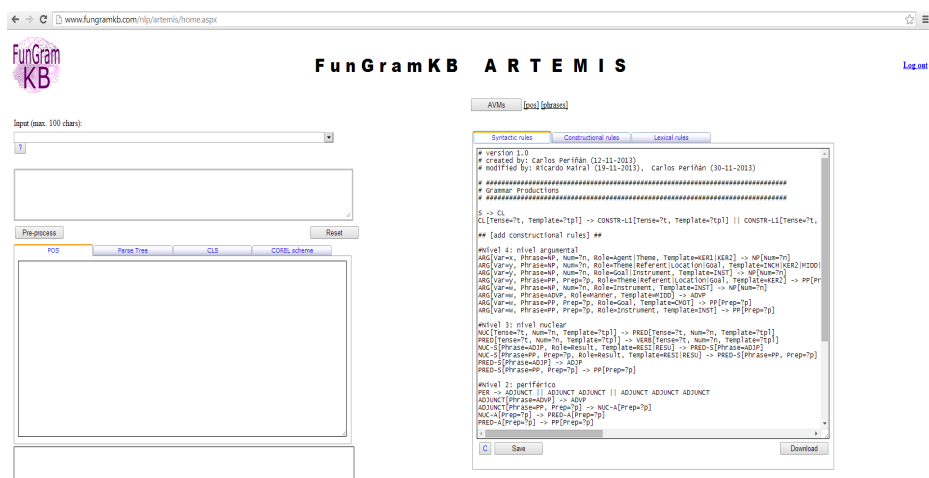 www.fungramkb.com/nlp/artemis/home.aspx
FunGram
KB
FunGramKB ARTEMIS
Log out
AVMs [pos] [phrases]
Input (max. 100 chars):
?
Pre-process Reset
POS Parse Tree CLS COREL scheme
Syntactic rules Constructional rules Lexical rules
# version 1.0
# created by: Carlos Periñán (12-11-2013)
# modified by: Ricardo Mairal (19-11-2013), Carlos Periñán (30-11-2013)
# Grammar Productions
S -> CL
CL[Tense=?t, Template=?tpl] -> CONSTR-L1[Tense=?t, Template=?tpl] || CONSTR-L1[Tense=?t,
## [add constructional rules] ##
#Nivel 4: nivel argumental
ARG[Var=x, Phrase=NP, Num=?n, Role=Agent|Theme, Template=KER1|KER2] -> NP[Num=?n]
ARG[Var=y, Phrase=NP, Num=?n, Role=Theme|Referent|Location|Goal, Template=INCH|KER2|MIDD|
ARG[Var=y, Phrase=NP, Num=?n, Role=Goal|Instrument, Template=INST] -> NP[Num=?n]
ARG[Var=y, Phrase=PP, Prep=?p, Role=Theme|Referent|Location|Goal, Template=KER2] -> PP[Pr
ARG[Var=w, Phrase=NP, Num=?n, Role=Instrument, Template=INST] -> NP[Num=?n]
ARG[Var=w, Phrase=ADVP, Role=Manner, Template=MIDD] -> ADVP
ARG[Var=w, Phrase=PP, Prep=?p, Role=Goal, Template=CMOT] -> PP[Prep=?p]
ARG[Var=w, Phrase=PP, Prep=?p, Role=Instrument, Template=INST] -> PP[Prep=?p]
#Nivel 3: nivel nuclear
NUC[Tense=?t, Num=?n, Template=?tpl] -> PRED[Tense=?t, Num=?n, Template=?tpl]
PRED[Tense=?t, Num=?n, Template=?tpl] -> VERB[Tense=?t, Num=?n, Template=?tpl]
NUC-S[Phrase=ADJP, Role=Result, Template=RESI|RESU] -> PRED-S[Phrase=ADJP]
NUC-S[Phrase=PP, Prep=?p, Role=Result, Template=RESI|RESU] -> PRED-S[Phrase=PP, Prep=?p]
PRED-S[Phrase=ADJP] -> ADJP
PRED-S[Phrase=PP, Prep=?p] -> PP[Prep=?p]
#Nivel 2: periférico
PER -> ADJUNCT || ADJUNCT ADJUNCT || ADJUNCT ADJUNCT ADJUNCT
ADJUNCT[Phrase=ADVP] -> ADVP
ADJUNCT[Phrase=PP, Prep=?p] -> NUC-A[Prep=?p]
NUC-A[Prep=?p] -> PRED-A[Prep=?p]
PRED-A[Prep=?p] -> PP[Prep=?p]
C Save Download